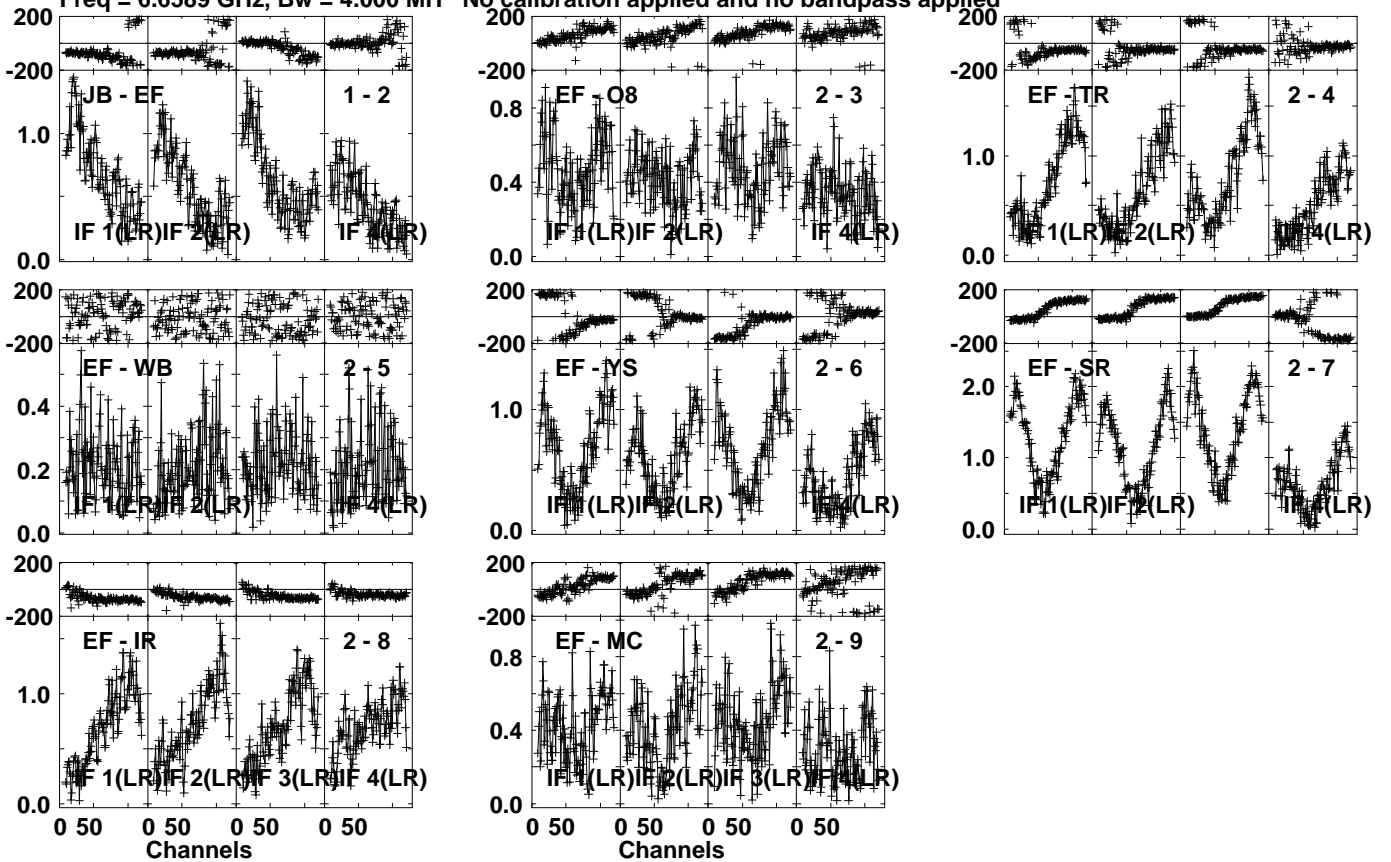 Freq = 6.6589 GHz, Bw = 4.000 MH No calibration applied and no bandpass applied
200
-200
JB - EF 1 - 2
1.0
IF 1(LR) IF 2(LR) IF 4(LR)
0.0
200
-200
EF - O8 2 - 3
0.8
0.4
IF 1(LR) IF 2(LR) IF 4(LR)
0.0
200
-200
EF - TR 2 - 4
1.0
IF 1(LR) IF 2(LR) IF 4(LR)
0.0
200
-200
EF - WB 2 - 5
0.4
0.2
IF 1(LR) IF 2(LR) IF 4(LR)
0.0
200
-200
EF - YS 2 - 6
1.0
IF 1(LR) IF 2(LR) IF 4(LR)
0.0
200
-200
EF - SR 2 - 7
2.0
1.0
IF 1(LR) IF 2(LR) IF 4(LR)
0.0
200
-200
EF - IR 2 - 8
1.0
IF 1(LR) IF 2(LR) IF 3(LR) IF 4(LR)
0.0
0 50 0 50
Channels
200
-200
EF - MC 2 - 9
0.8
0.4
IF 1(LR) IF 2(LR) IF 3(LR) IF 4(LR)
0.0
0 50 0 50
Channels